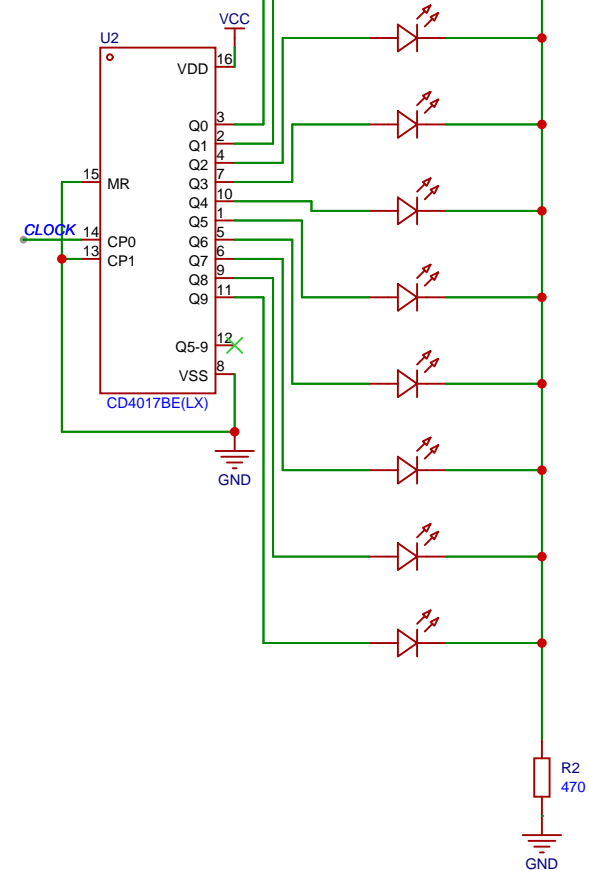 VCC
U2
16
VDD
3
Q0
2
Q1
4
Q2
7
Q3
15
MR
10
Q4
1
Q5
CLOCK
14
CP0
5
Q6
13
CP1
6
Q7
9
Q8
11
Q9
12
Q5-9
8
VSS
CD4017BE(LX)
GND
R2
470
GND